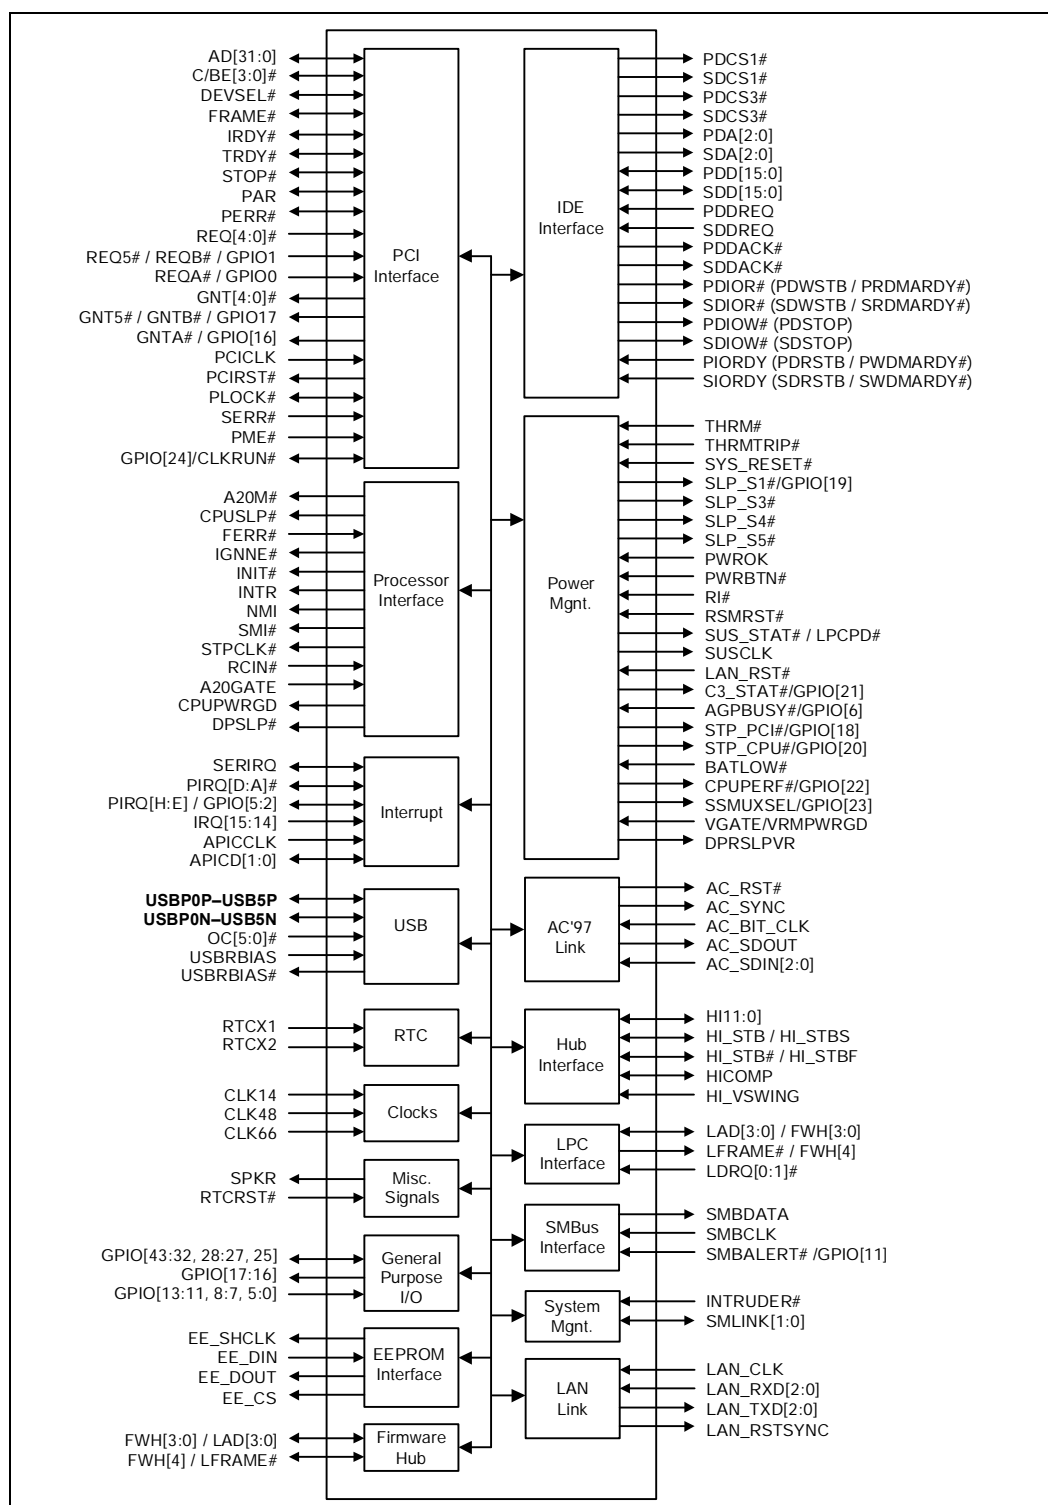 AD[31:0]
C/BE[3:0]#
DEVSEL#
FRAME#
IRDY#
TRDY#
STOP#
PAR
PERR#
REQ[4:0]#
REQ5# / REQB# / GPIO1
REQA# / GPIO0
GNT[4:0]#
GNT5# / GNTB# / GPIO17
GNTA# / GPIO[16]
PCICLK
PCIRST#
PLOCK#
SERR#
PME#
GPIO[24]/CLKRUN#
PCI
Interface
A20M#
CPUSLP#
FERR#
IGNNE#
INIT#
INTR
NMI
SMI#
STPCLK#
RCIN#
A20GATE
CPUPWRGD
DPSLP#
Processor
Interface
SERIRQ
PIRQ[D:A]#
PIRQ[H:E] / GPIO[5:2]
IRQ[15:14]
APICCLK
APICD[1:0]
Interrupt
USBP0P–USB5P
USBP0N–USB5N
OC[5:0]#
USBRBIAS
USBRBIAS#
USB
RTCX1
RTCX2
RTC
CLK14
CLK48
CLK66
Clocks
SPKR
RTCRST#
Misc.
Signals
GPIO[43:32, 28:27, 25]
GPIO[17:16]
GPIO[13:11, 8:7, 5:0]
General
Purpose
I/O
EE_SHCLK
EE_DIN
EE_DOUT
EE_CS
EEPROM
Interface
FWH[3:0] / LAD[3:0]
FWH[4] / LFRAME#
Firmware
Hub
IDE
Interface
PDCS1#
SDCS1#
PDCS3#
SDCS3#
PDA[2:0]
SDA[2:0]
PDD[15:0]
SDD[15:0]
PDDREQ
SDDREQ
PDDACK#
SDDACK#
PDIOR# (PDWSTB / PRDMARDY#)
SDIOR# (SDWSTB / SRDMARDY#)
PDIOW# (PDSTOP)
SDIOW# (SDSTOP)
PIORDY (PDRSTB / PWDMARDY#)
SIORDY (SDRSTB / SWDMARDY#)
Power
Mgnt.
THRM#
THRMTRIP#
SYS_RESET#
SLP_S1#/GPIO[19]
SLP_S3#
SLP_S4#
SLP_S5#
PWROK
PWRBTN#
RI#
RSMRST#
SUS_STAT# / LPCPD#
SUSCLK
LAN_RST#
C3_STAT#/GPIO[21]
AGPBUSY#/GPIO[6]
STP_PCI#/GPIO[18]
STP_CPU#/GPIO[20]
BATLOW#
CPUPERF#/GPIO[22]
SSMUXSEL/GPIO[23]
VGATE/VRMPWRGD
DPRSLPVR
AC'97
Link
AC_RST#
AC_SYNC
AC_BIT_CLK
AC_SDOUT
AC_SDIN[2:0]
Hub
Interface
HI11:0]
HI_STB / HI_STBS
HI_STB# / HI_STBF
HICOMP
HI_VSWING
LPC
Interface
LAD[3:0] / FWH[3:0]
LFRAME# / FWH[4]
LDRQ[0:1]#
SMBus
Interface
SMBDATA
SMBCLK
SMBALERT# /GPIO[11]
System
Mgnt.
INTRUDER#
SMLINK[1:0]
LAN
Link
LAN_CLK
LAN_RXD[2:0]
LAN_TXD[2:0]
LAN_RSTSYNC